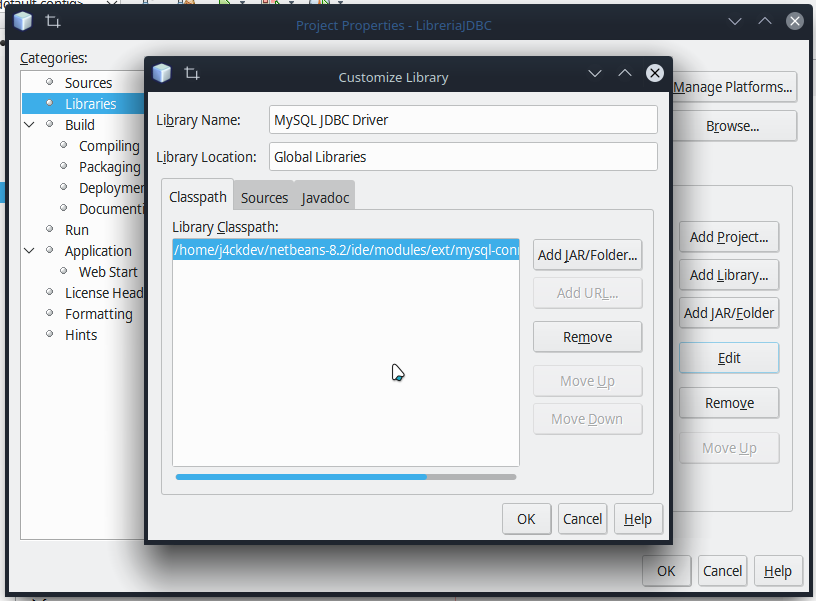 Project Properties - LibreriaJDBC
Categories:
Sources
Libraries
Build
Compiling
Packaging
Deployment
Documenti
Run
Application
Web Start
License Head
Formatting
Hints
Manage Platforms...
Browse...
Add Project...
Add Library...
Add JAR/Folder
Edit
Remove
Move Up
OK
Cancel
Help
Customize Library
Library Name:
MySQL JDBC Driver
Library Location:
Global Libraries
Classpath
Sources
Javadoc
Library Classpath:
/home/j4ckdev/netbeans-8.2/ide/modules/ext/mysql-con
Add JAR/Folder...
Add URL...
Remove
Move Up
Move Down
OK
Cancel
Help